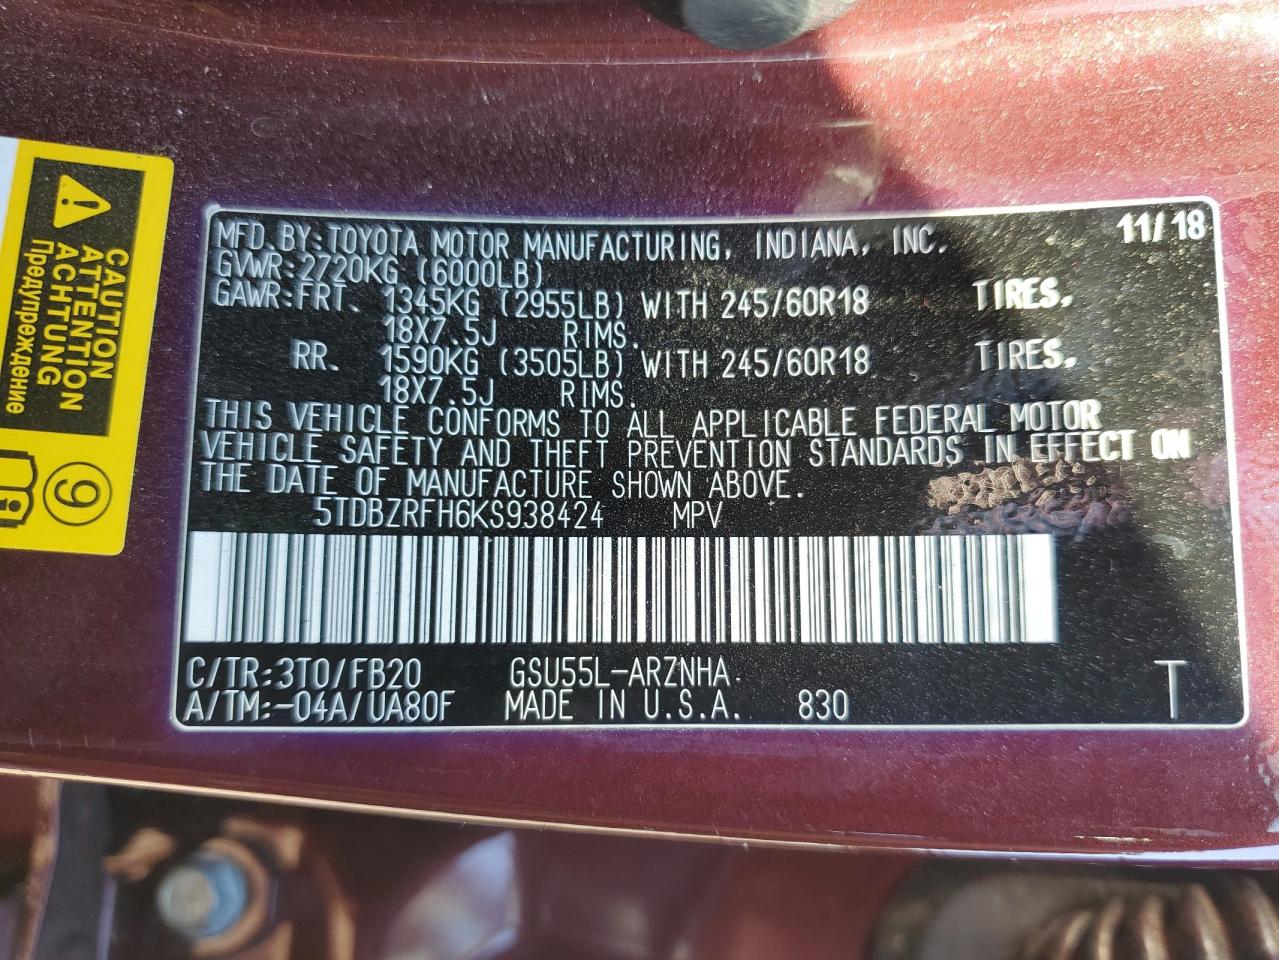 MFD.BY:TOYOTA MOTOR MANUFACTURING, INDIANA, INC. 11/18
GVWR:2720KG (6000LB)
GAWR:FRT. 1345KG (2955LB) WITH 245/60R18 TIRES.
18X7.5J RIMS.
RR. 1590KG (3505LB) WITH 245/60R18 TIRES.
18X7.5J RIMS.
THIS VEHICLE CONFORMS TO ALL APPLICABLE FEDERAL MOTOR
VEHICLE SAFETY AND THEFT PREVENTION STANDARDS IN EFFECT ON
THE DATE OF MANUFACTURE SHOWN ABOVE.
5TDBZRFH6KS938424 MPV
C/TR:3T0/FB20 GSU55L-ARZNHA
A/TM:-04A/UA80F MADE IN U.S.A. 830 T
CAUTION
ATTENTION
ACHTUNG
Предупреждение
9